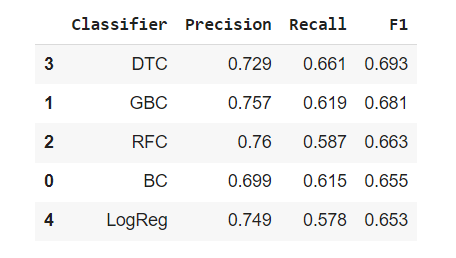 Classifier Precision Recall F1
3 DTC 0.729 0.661 0.693
1 GBC 0.757 0.619 0.681
2 RFC 0.76 0.587 0.663
0 BC 0.699 0.615 0.655
4 LogReg 0.749 0.578 0.653